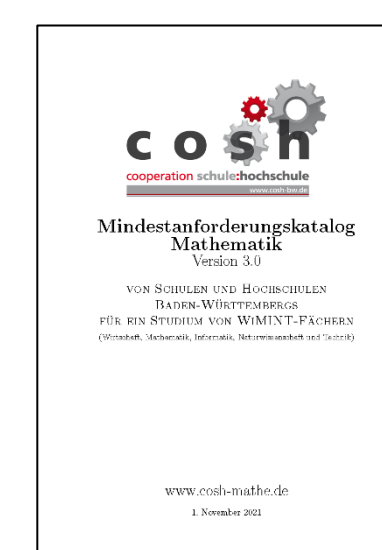 cosh
cooperation schule:hochschule
www.cosh-bw.de
Mindestanforderungskatalog
Mathematik
Version 3.0
VON SCHULEN UND HOCHSCHULEN
BADEN-WÜRTTEMBERGS
FÜR EIN STUDIUM VON WIMINT-FÄCHERN
(Wirtschaft, Mathematik, Informatik, Naturwissenschaft und Technik)
www.cosh-mathe.de
1. November 2021